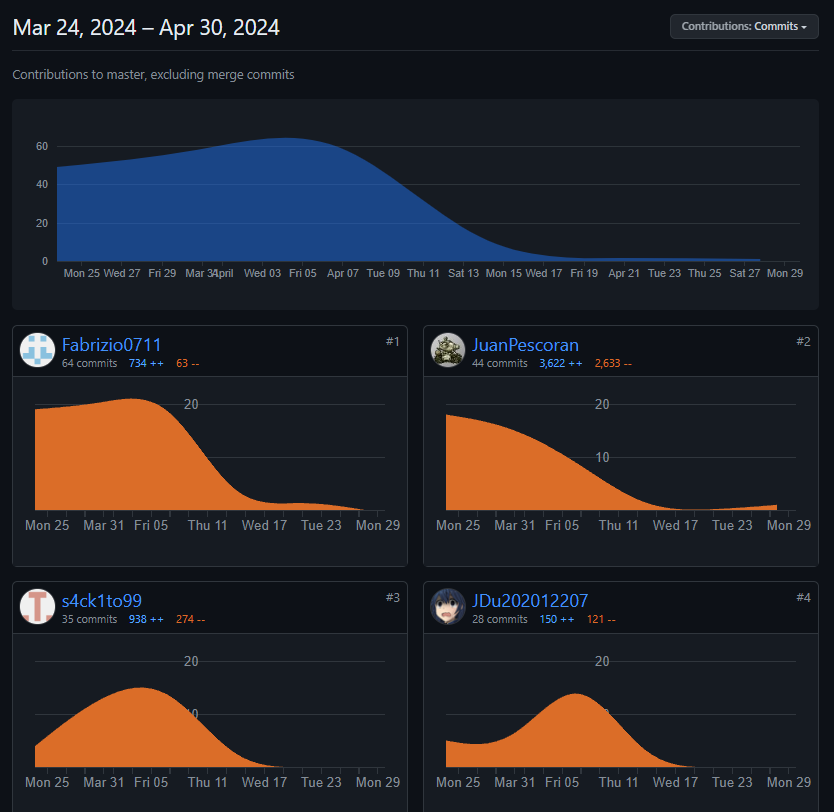 Mar 24, 2024 – Apr 30, 2024
Contributions: Commits
Contributions to master, excluding merge commits
60
40
20
0
Mon 25 Wed 27 Fri 29 Mar 31 April Wed 03 Fri 05 Apr 07 Tue 09 Thu 11 Sat 13 Mon 15 Wed 17 Fri 19 Apr 21 Tue 23 Thu 25 Sat 27 Mon 29
Fabrizio0711 #1
64 commits 734 ++ 63 --
20
Mon 25 Mar 31 Fri 05 Thu 11 Wed 17 Tue 23 Mon 29
JuanPescoran #2
44 commits 3,622 ++ 2,633 --
20
10
Mon 25 Mar 31 Fri 05 Thu 11 Wed 17 Tue 23 Mon 29
s4ck1to99 #3
35 commits 938 ++ 274 --
20
Mon 25 Mar 31 Fri 05 Thu 11 Wed 17 Tue 23 Mon 29
JDu202012207 #4
28 commits 150 ++ 121 --
20
Mon 25 Mar 31 Fri 05 Thu 11 Wed 17 Tue 23 Mon 29